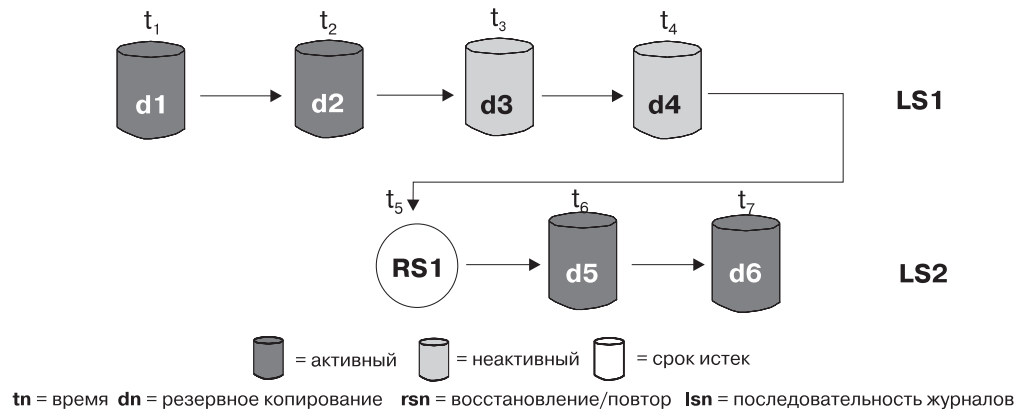 t1 t2 t3 t4
d1 d2 d3 d4 LS1
t5 t6 t7
RS1 d5 d6 LS2
= активный = неактивный = срок истек
tn = время dn = резервное копирование rsn = восстановление/повтор lsn = последовательность журналов